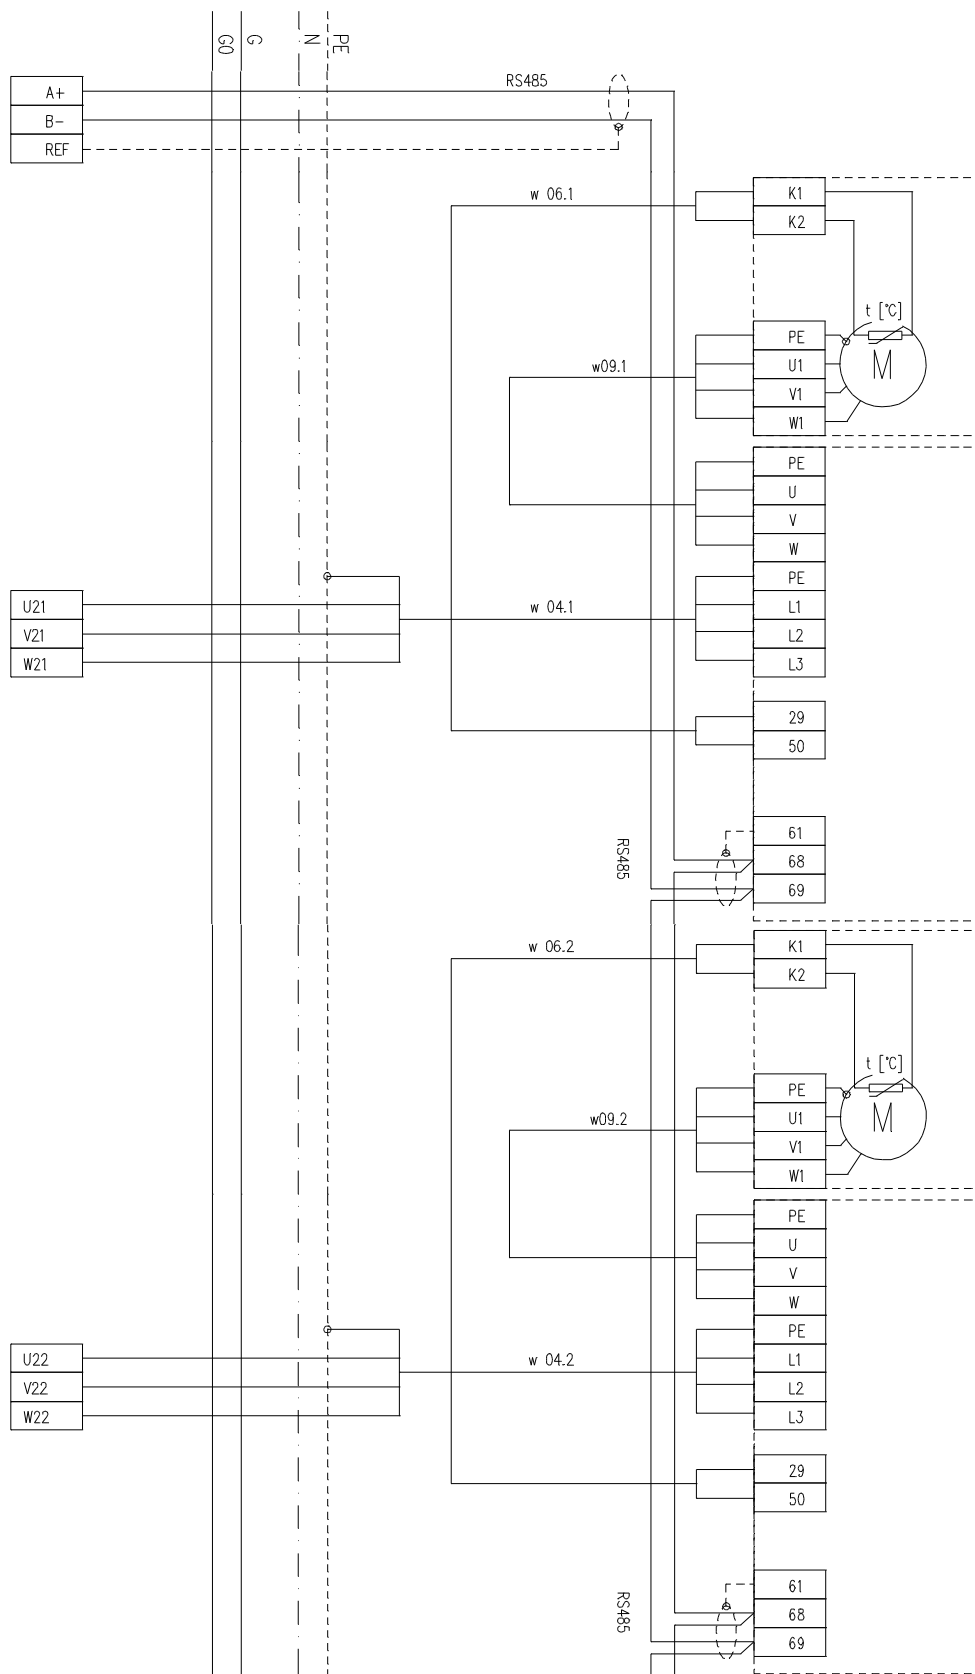 G0
G
N
PE
RS485
A+
B-
REF
w 06.1
K1
K2
t [°C]
M
w09.1
PE
U1
V1
W1
PE
U
V
W
PE
w 04.1
L1
L2
L3
U21
V21
W21
29
50
RS485
61
68
69
w 06.2
K1
K2
t [°C]
M
w09.2
PE
U1
V1
W1
PE
U
V
W
PE
w 04.2
L1
L2
L3
U22
V22
W22
29
50
RS485
61
68
69